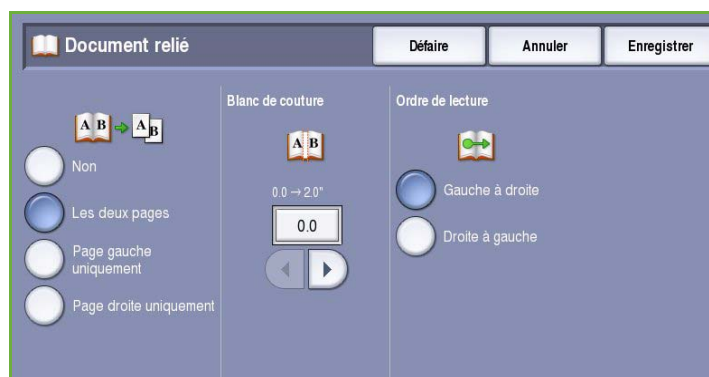 Document relié
Défaire
Annuler
Enregistrer
A B
A B
Non
Les deux pages
Page gauche
uniquement
Page droite uniquement
Blanc de couture
A B
0.0 → 2.0"
0.0
Ordre de lecture
Gauche à droite
Droite à gauche